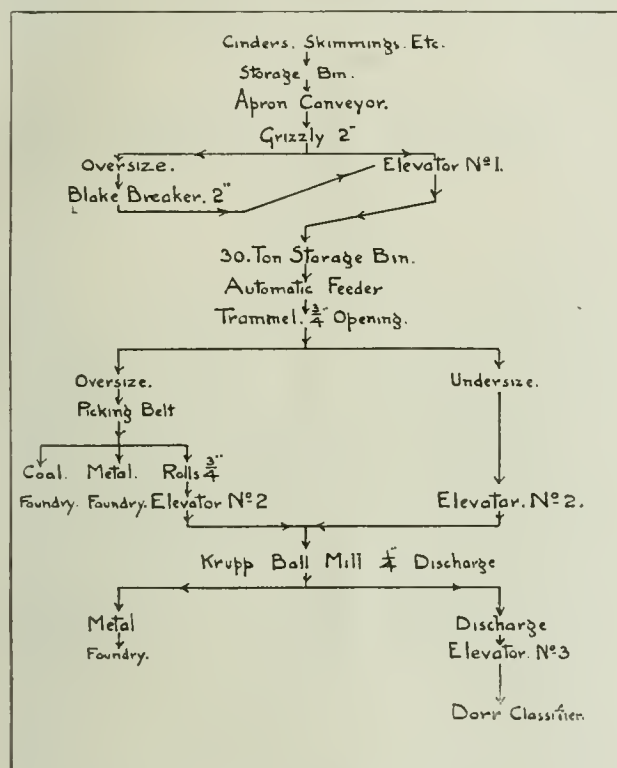 Cinders. Skimmings. Etc.
Storage Bin.
Apron Conveyor.
Grizzly 2"
Oversize.
Elevator Nº 1.
Blake Breaker. 2"
30. Ton Storage Bin.
Automatic Feeder
Trammel. 3/4" Opening.
Oversize.
Undersize.
Picking Belt
Coal. Metal. Rolls 3/4"
Foundry. Foundry. Elevator Nº 2
Elevator. Nº 2.
Krupp Ball Mill 1/4" Discharge
Metal
Discharge
Foundry.
Elevator. Nº 3
Dorr Classifier.